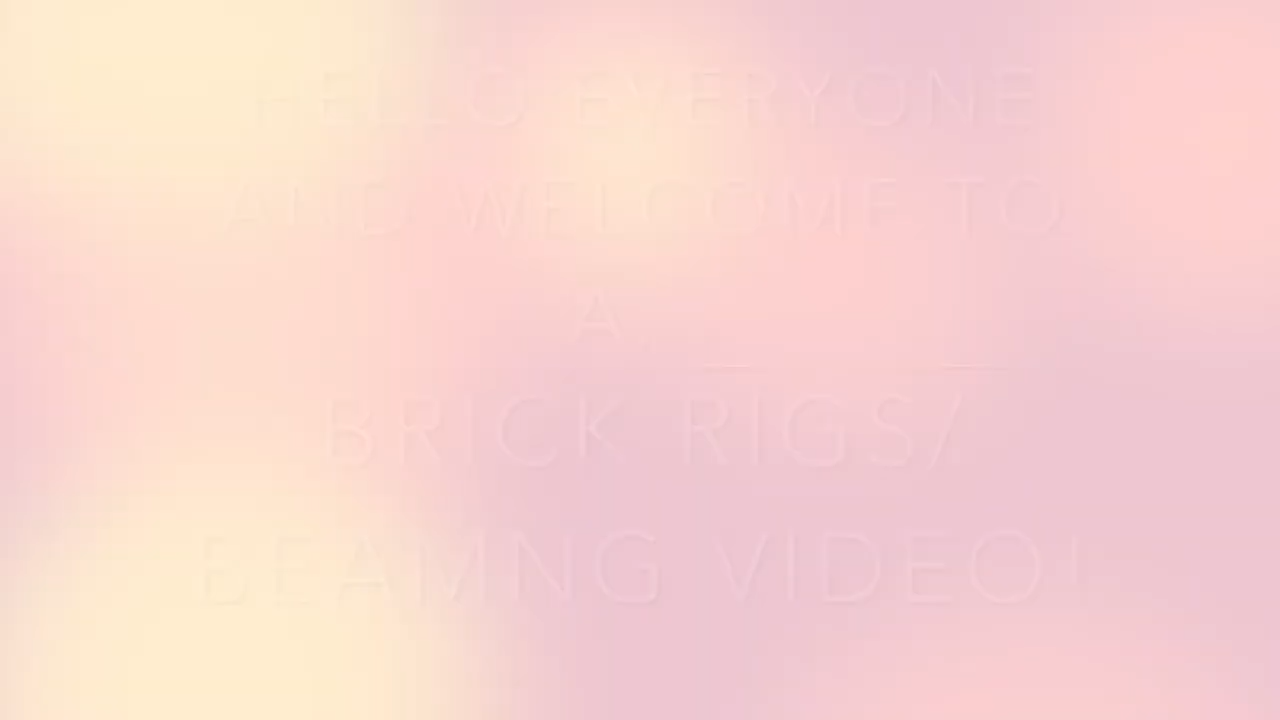 HELLO EVERYONE
AND WELCOME TO
A
BRICK RIGS/
BEAMNG VIDEO!